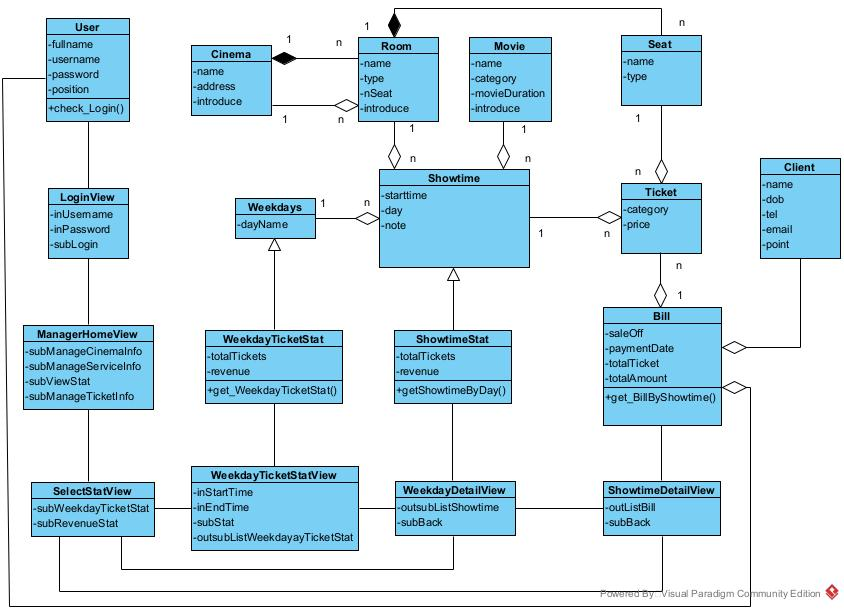 User
-fullname
-username
-password
-position
+check_Login()
Cinema
-name
-address
-introduce
1
n
1
n
1
n
Room
-name
-type
-nSeat
-introduce
1
n
Movie
-name
-category
-movieDuration
-introduce
1
n
Seat
-name
-type
1
n
LoginView
-inUsername
-inPassword
-subLogin
Weekdays
-dayName
1
n
Showtime
-starttime
-day
-note
1
n
Ticket
-category
-price
n
1
Client
-name
-dob
-tel
-email
-point
ManagerHomeView
-subManageCinemaInfo
-subManageServiceInfo
-subViewStat
-subManageTicketInfo
WeekdayTicketStat
-totalTickets
-revenue
+get_WeekdayTicketStat()
ShowtimeStat
-totalTickets
-revenue
+getShowtimeByDay()
Bill
-saleOff
-paymentDate
-totalTicket
-totalAmount
+get_BillByShowtime()
SelectStatView
-subWeekdayTicketStat
-subRevenueStat
WeekdayTicketStatView
-inStartTime
-inEndTime
-subStat
-outsubListWeekdayayTicketStat
WeekdayDetailView
-outsubListShowtime
-subBack
ShowtimeDetailView
-outListBill
-subBack
Powered By: Visual Paradigm Community Edition